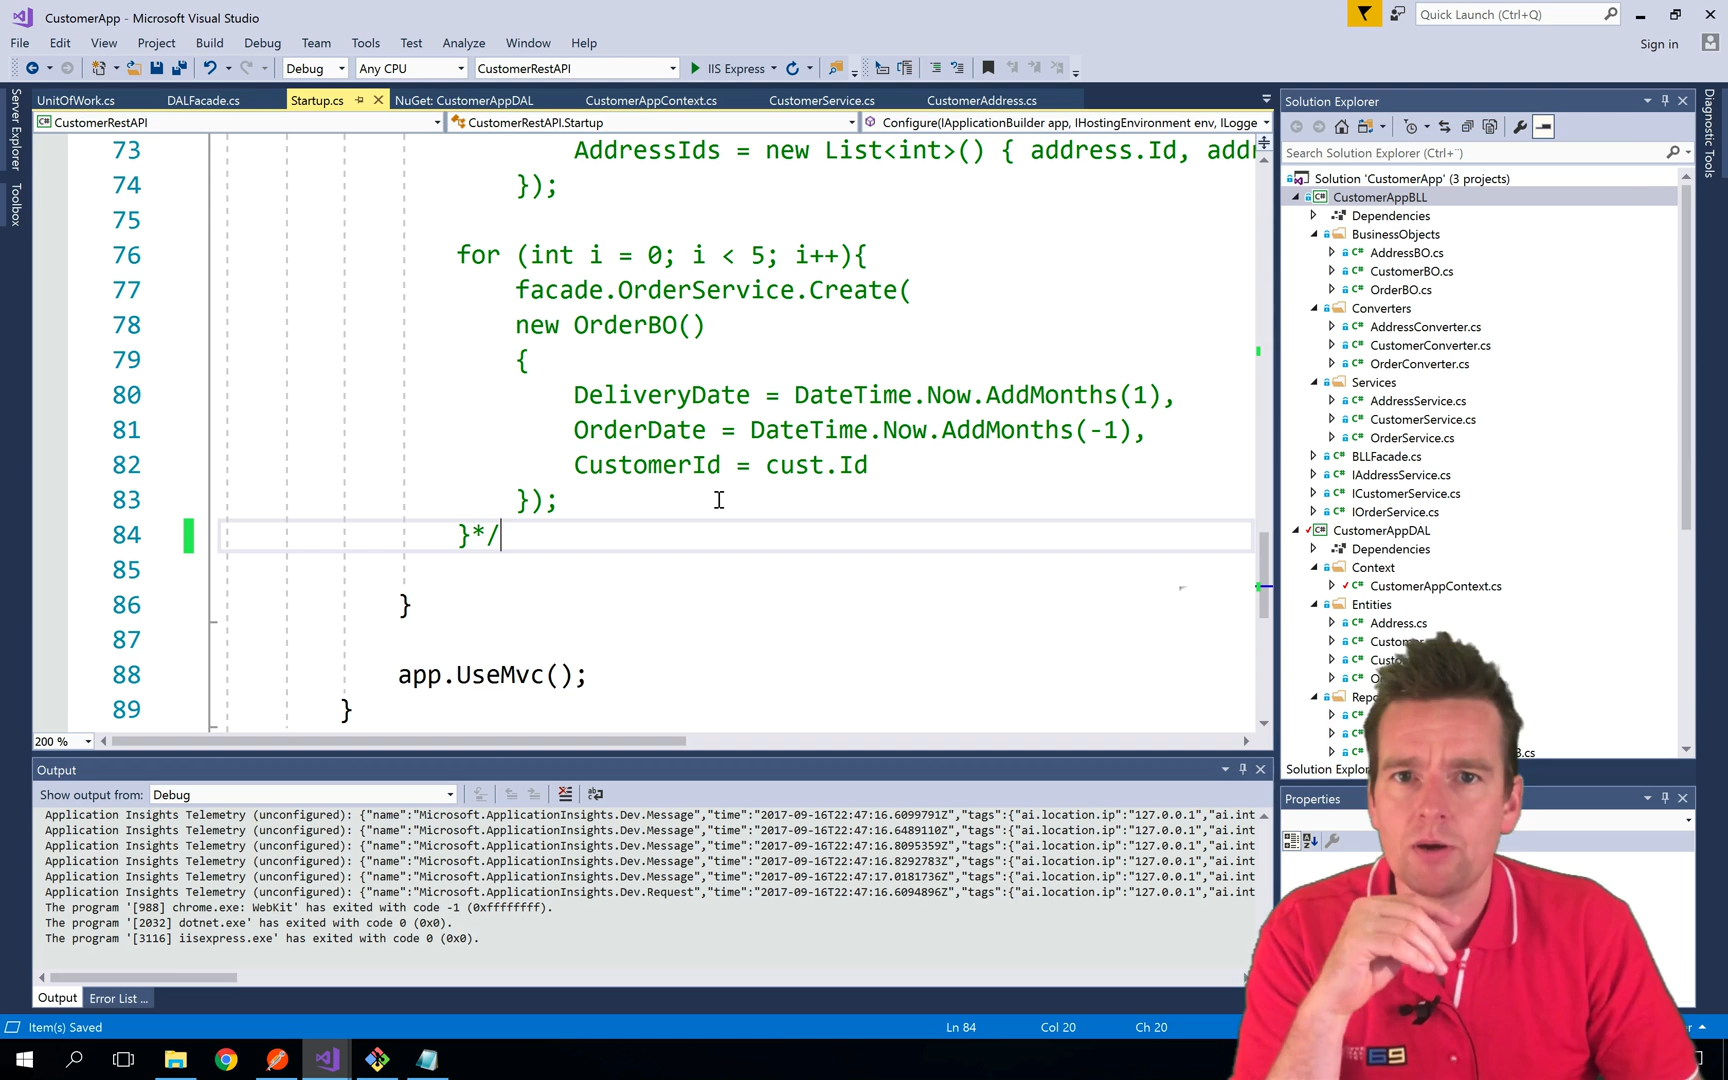 CustomerApp - Microsoft Visual Studio
Quick Launch (Ctrl+Q)
File Edit View Project Build Debug Team Tools Test Analyze Window Help
Sign in
Debug Any CPU CustomerRestAPI IIS Express
Server Explorer
Toolbox
UnitOfWork.cs DALFacade.cs Startup.cs NuGet: CustomerAppDAL CustomerAppContext.cs CustomerService.cs CustomerAddress.cs
CustomerRestAPI CustomerRestAPI.Startup Configure(IApplicationBuilder app, IHostingEnvironment env, ILogge
73 AddressIds = new List<int>() { address.Id, addr
74 });
75
76 for (int i = 0; i < 5; i++){
77 facade.OrderService.Create(
78 new OrderBO()
79 {
80 DeliveryDate = DateTime.Now.AddMonths(1),
81 OrderDate = DateTime.Now.AddMonths(-1),
82 CustomerId = cust.Id
83 });
84 }*/
85
86 }
87
88 app.UseMvc();
89 }
200 %
Output
Show output from: Debug
Application Insights Telemetry (unconfigured): {"name":"Microsoft.ApplicationInsights.Dev.Message","time":"2017-09-16T22:47:16.6099791Z","tags":{"ai.location.ip":"127.0.0.1","ai.int
Application Insights Telemetry (unconfigured): {"name":"Microsoft.ApplicationInsights.Dev.Message","time":"2017-09-16T22:47:16.6489110Z","tags":{"ai.location.ip":"127.0.0.1","ai.int
Application Insights Telemetry (unconfigured): {"name":"Microsoft.ApplicationInsights.Dev.Message","time":"2017-09-16T22:47:16.8095359Z","tags":{"ai.location.ip":"127.0.0.1","ai.int
Application Insights Telemetry (unconfigured): {"name":"Microsoft.ApplicationInsights.Dev.Message","time":"2017-09-16T22:47:16.8292783Z","tags":{"ai.location.ip":"127.0.0.1","ai.int
Application Insights Telemetry (unconfigured): {"name":"Microsoft.ApplicationInsights.Dev.Message","time":"2017-09-16T22:47:17.0181736Z","tags":{"ai.location.ip":"127.0.0.1","ai.int
Application Insights Telemetry (unconfigured): {"name":"Microsoft.ApplicationInsights.Dev.Request","time":"2017-09-16T22:47:16.6094896Z","tags":{"ai.location.ip":"127.0.0.1","ai.int
The program '[988] chrome.exe: WebKit' has exited with code -1 (0xffffffff).
The program '[2032] dotnet.exe' has exited with code 0 (0x0).
The program '[3116] iisexpress.exe' has exited with code 0 (0x0).
Output Error List ...
Item(s) Saved Ln 84 Col 20 Ch 20
Solution Explorer
Search Solution Explorer (Ctrl+¨)
Solution 'CustomerApp' (3 projects)
CustomerAppBLL
Dependencies
BusinessObjects
AddressBO.cs
CustomerBO.cs
OrderBO.cs
Converters
AddressConverter.cs
CustomerConverter.cs
OrderConverter.cs
Services
AddressService.cs
CustomerService.cs
OrderService.cs
BLLFacade.cs
IAddressService.cs
ICustomerService.cs
IOrderService.cs
CustomerAppDAL
Dependencies
Context
CustomerAppContext.cs
Entities
Address.cs
Solution Explor
Properties
Diagnostic Tools
69